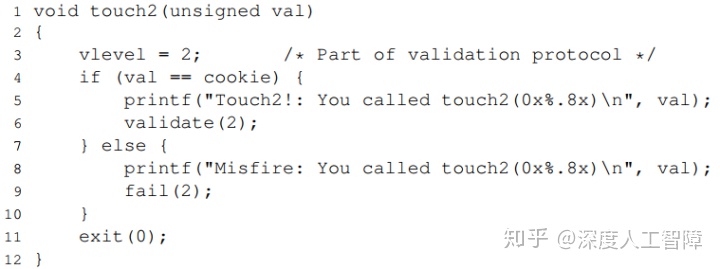 1 void touch2(unsigned val)
2 {
3     vlevel = 2;       /* Part of validation protocol */
4     if (val == cookie) {
5         printf("Touch2!: You called touch2(0x%.8x)\n", val);
6         validate(2);
7     } else {
8         printf("Misfire: You called touch2(0x%.8x)\n", val);
9         fail(2);
10     }
11     exit(0);
12 }
知乎 @深度人工智障